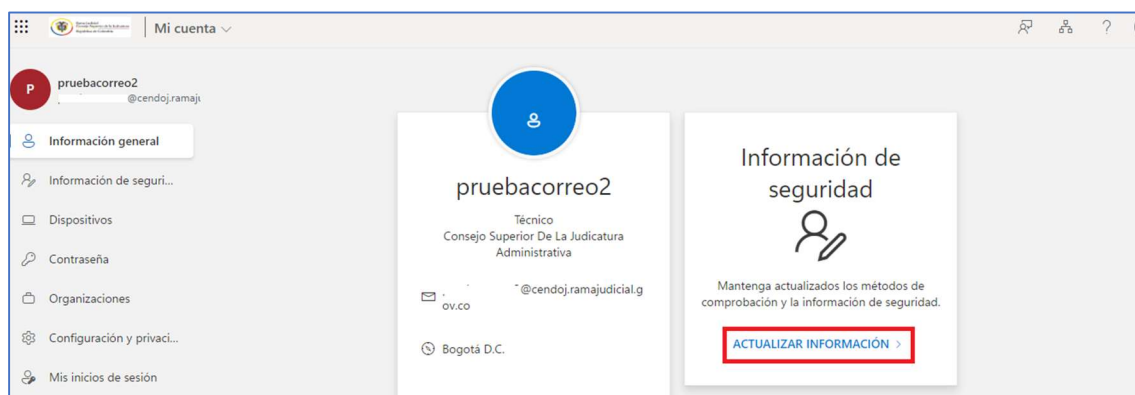 Mi cuenta
P
pruebacorreo2
@cendoj.ramaju
Información general
Información de seguri...
Dispositivos
Contraseña
Organizaciones
Configuración y privaci...
Mis inicios de sesión
pruebacorreo2
Técnico
Consejo Superior De La Judicatura
Administrativa
@cendoj.ramajudicial.g
ov.co
Bogotá D.C.
Información de
seguridad
Mantenga actualizados los métodos de
comprobación y la información de seguridad.
ACTUALIZAR INFORMACIÓN >
?